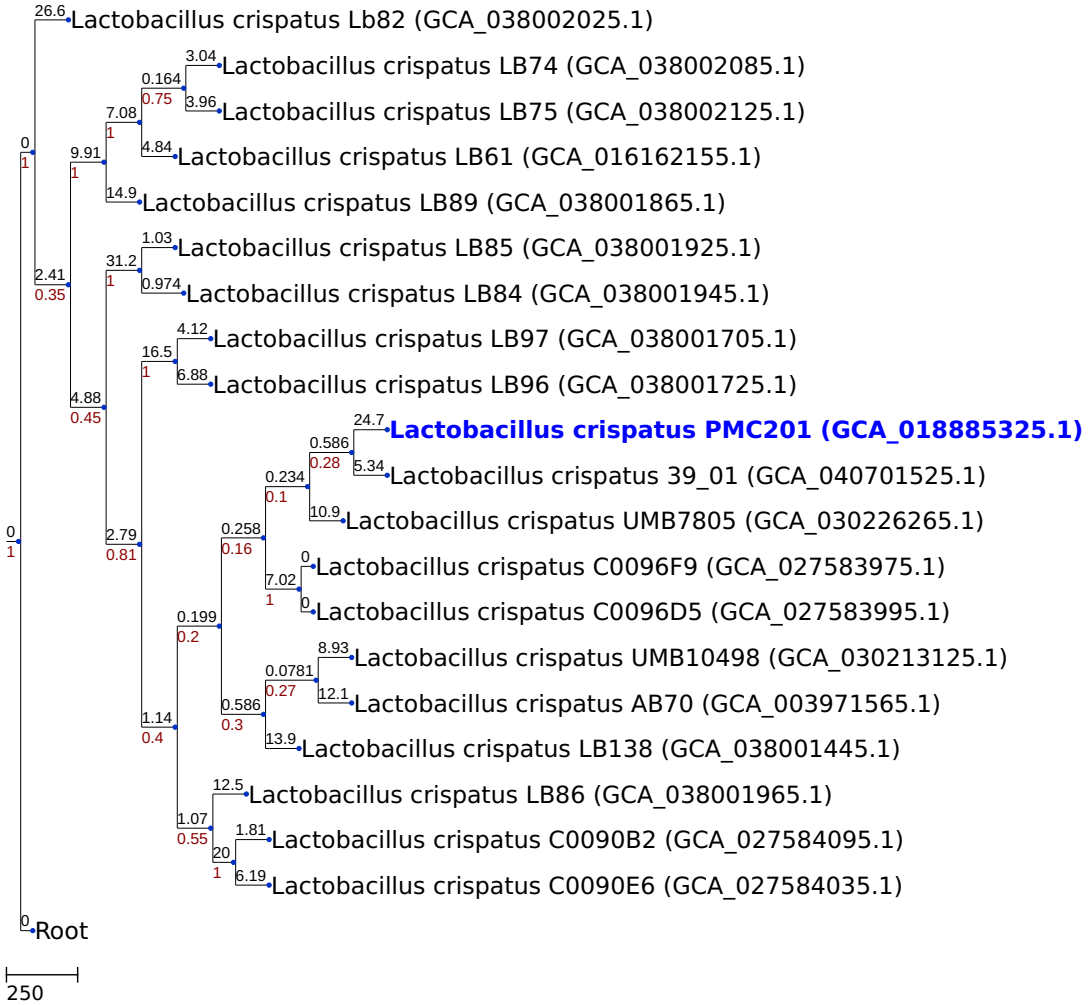 26.6 Lactobacillus crispatus Lb82 (GCA_038002025.1)
3.04 Lactobacillus crispatus LB74 (GCA_038002085.1)
0.164
0.75
3.96 Lactobacillus crispatus LB75 (GCA_038002125.1)
7.08
1
0
1
9.91
1
4.84 Lactobacillus crispatus LB61 (GCA_016162155.1)
14.9 Lactobacillus crispatus LB89 (GCA_038001865.1)
1.03 Lactobacillus crispatus LB85 (GCA_038001925.1)
31.2
1
2.41
0.35
0.974 Lactobacillus crispatus LB84 (GCA_038001945.1)
4.12 Lactobacillus crispatus LB97 (GCA_038001705.1)
16.5
1
6.88 Lactobacillus crispatus LB96 (GCA_038001725.1)
4.88
0.45
24.7 Lactobacillus crispatus PMC201 (GCA_018885325.1)
0.586
0.28
5.34 Lactobacillus crispatus 39_01 (GCA_040701525.1)
0.234
0.1
10.9 Lactobacillus crispatus UMB7805 (GCA_030226265.1)
0
1
2.79
0.81
0.258
0.16
0 Lactobacillus crispatus C0096F9 (GCA_027583975.1)
7.02
1
0 Lactobacillus crispatus C0096D5 (GCA_027583995.1)
0.199
0.2
8.93 Lactobacillus crispatus UMB10498 (GCA_030213125.1)
0.0781
0.27
12.1 Lactobacillus crispatus AB70 (GCA_003971565.1)
0.586
0.3
1.14
0.4
13.9 Lactobacillus crispatus LB138 (GCA_038001445.1)
12.5 Lactobacillus crispatus LB86 (GCA_038001965.1)
1.07
0.55
1.81 Lactobacillus crispatus C0090B2 (GCA_027584095.1)
20
1
6.19 Lactobacillus crispatus C0090E6 (GCA_027584035.1)
0 Root
250